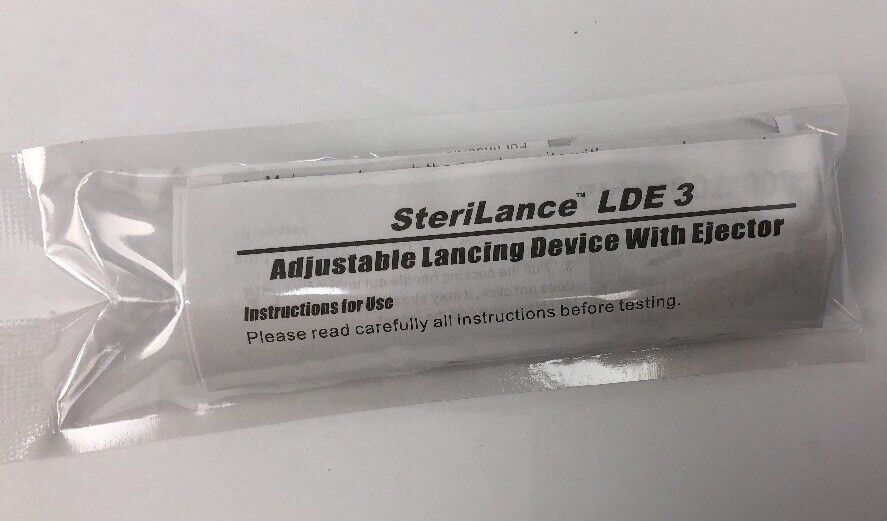 SteriLance™ LDE 3
Adjustable Lancing Device With Ejector
Instructions for Use
Please read carefully all instructions before testing.